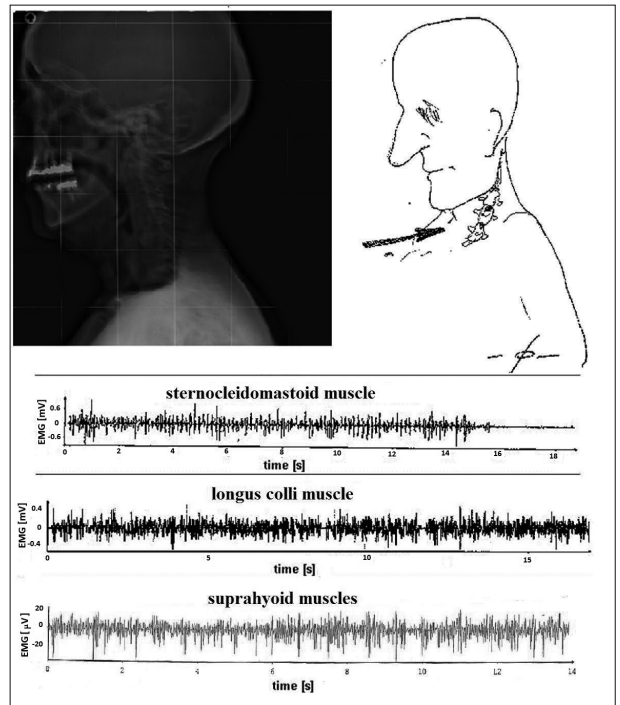 sternocleidomastoid muscle
EMG [mV]
0.6
0
-0.6
0 2 4 6 8 10 12 14 16 18
time [s]
longus colli muscle
EMG [mV]
0.4
0
-0.4
0 5 10 15
time [s]
suprahyoid muscles
EMG [ μV ]
20
0
-20
0 2 4 6 8 10 12 14
time [s]